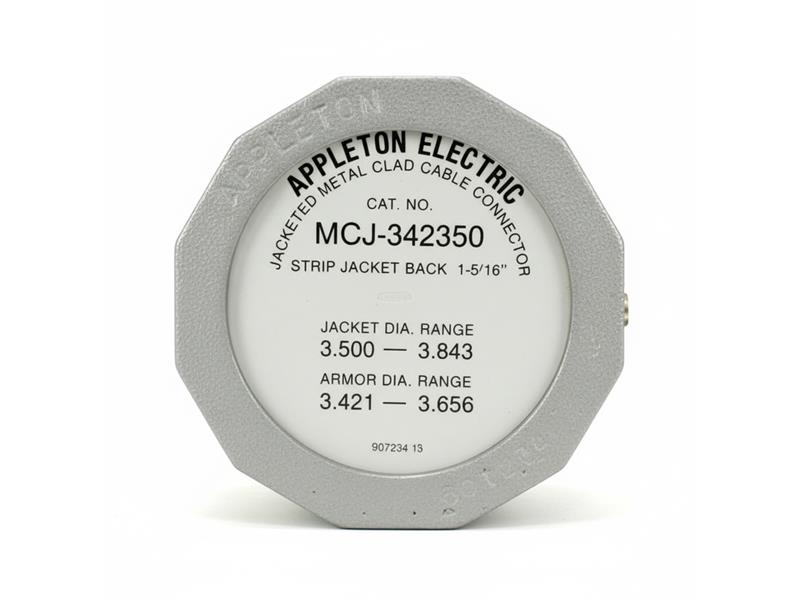 APPLETON
APPLETON ELECTRIC
JACKETED METAL CLAD CABLE CONNECTOR
CAT. NO.
MCJ-342350
STRIP JACKET BACK 1-5/16"
JACKET DIA. RANGE
3.500 — 3.843
ARMOR DIA. RANGE
3.421 — 3.656
907234 13